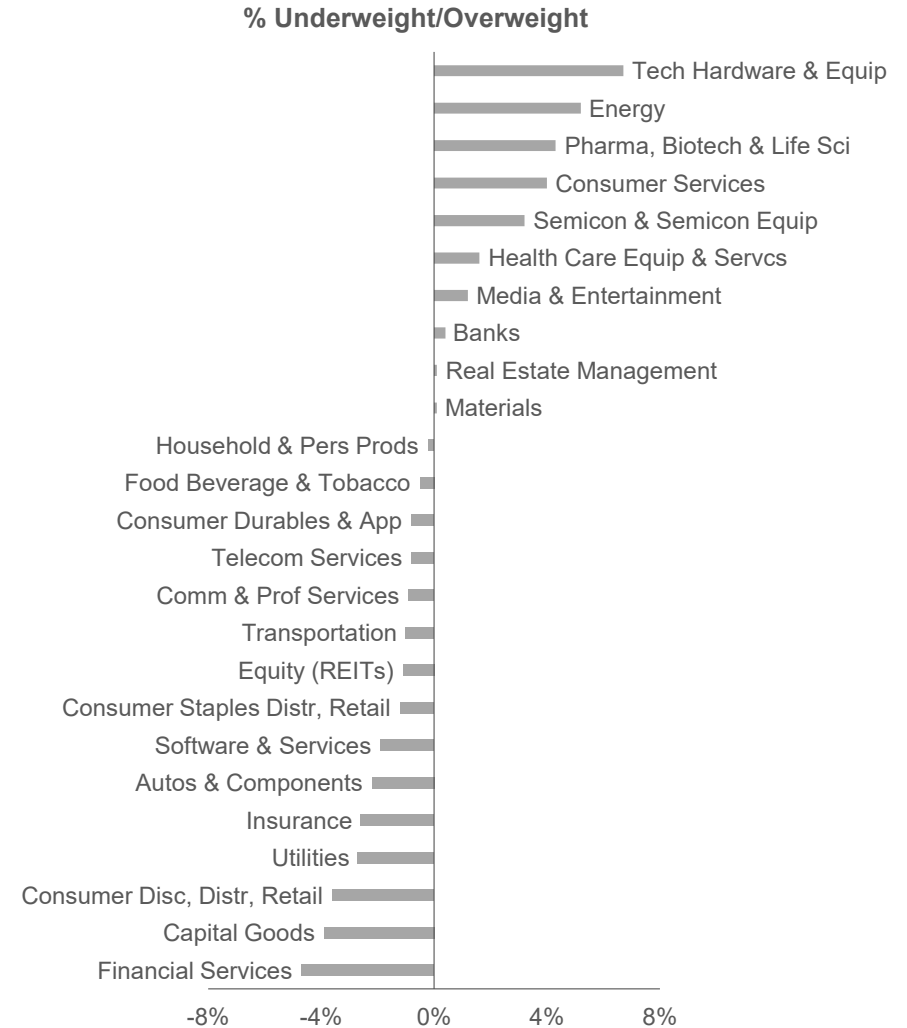 % Underweight/Overweight
Tech Hardware & Equip
Energy
Pharma, Biotech & Life Sci
Consumer Services
Semicon & Semicon Equip
Health Care Equip & Servcs
Media & Entertainment
Banks
Real Estate Management
Materials
Household & Pers Prods
Food Beverage & Tobacco
Consumer Durables & App
Telecom Services
Comm & Prof Services
Transportation
Equity (REITs)
Consumer Staples Distr, Retail
Software & Services
Autos & Components
Insurance
Utilities
Consumer Disc, Distr, Retail
Capital Goods
Financial Services
-8% -4% 0% 4% 8%